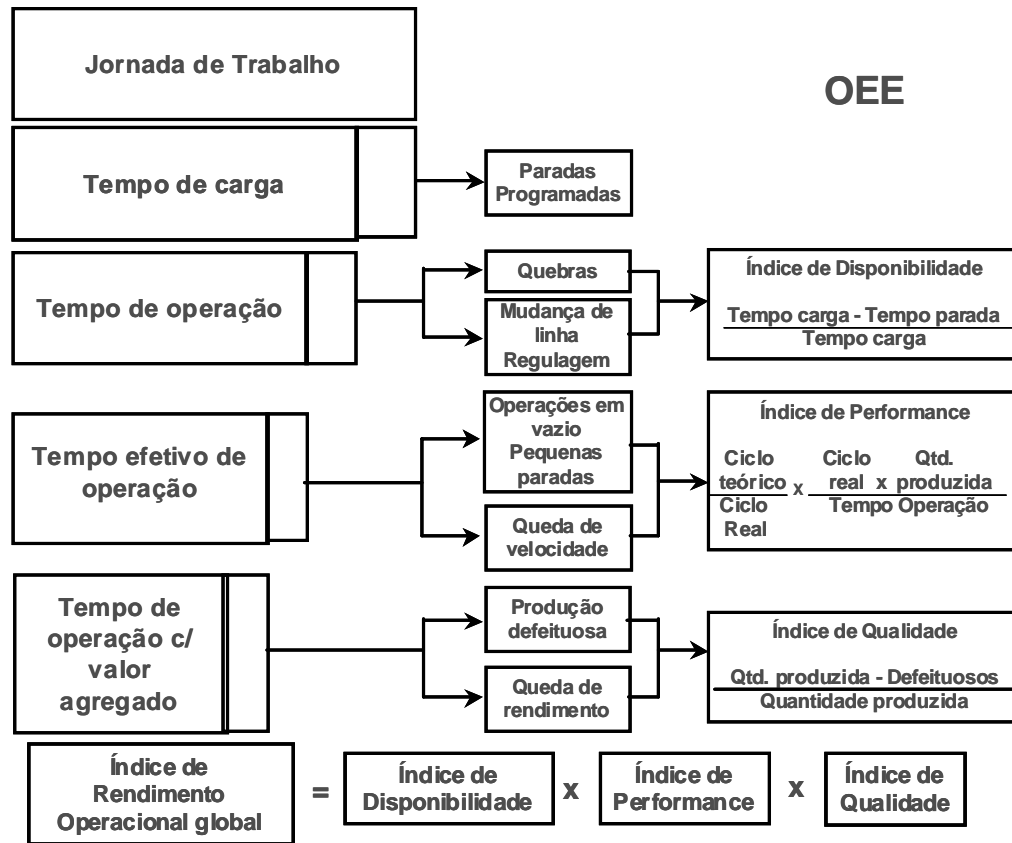 Jornada de Trabalho
OEE
Tempo de carga
Paradas
Programadas
Tempo de operação
Quebras
Mudança de
linha
Regulagem
Índice de Disponibilidade
Tempo carga - Tempo parada
Tempo carga
Tempo efetivo de
operação
Operações em
vazio
Pequenas
paradas
Queda de
velocidade
Índice de Performance
Ciclo Ciclo Qtd.
teórico x real x produzida
Ciclo Tempo Operação
Real
Tempo de
operação c/
valor
agregado
Produção
defeituosa
Queda de
rendimento
Índice de Qualidade
Qtd. produzida - Defeituosos
Quantidade produzida
Índice de
Rendimento
Operacional global
=
Índice de
Disponibilidade
x
Índice de
Performance
x
Índice de
Qualidade